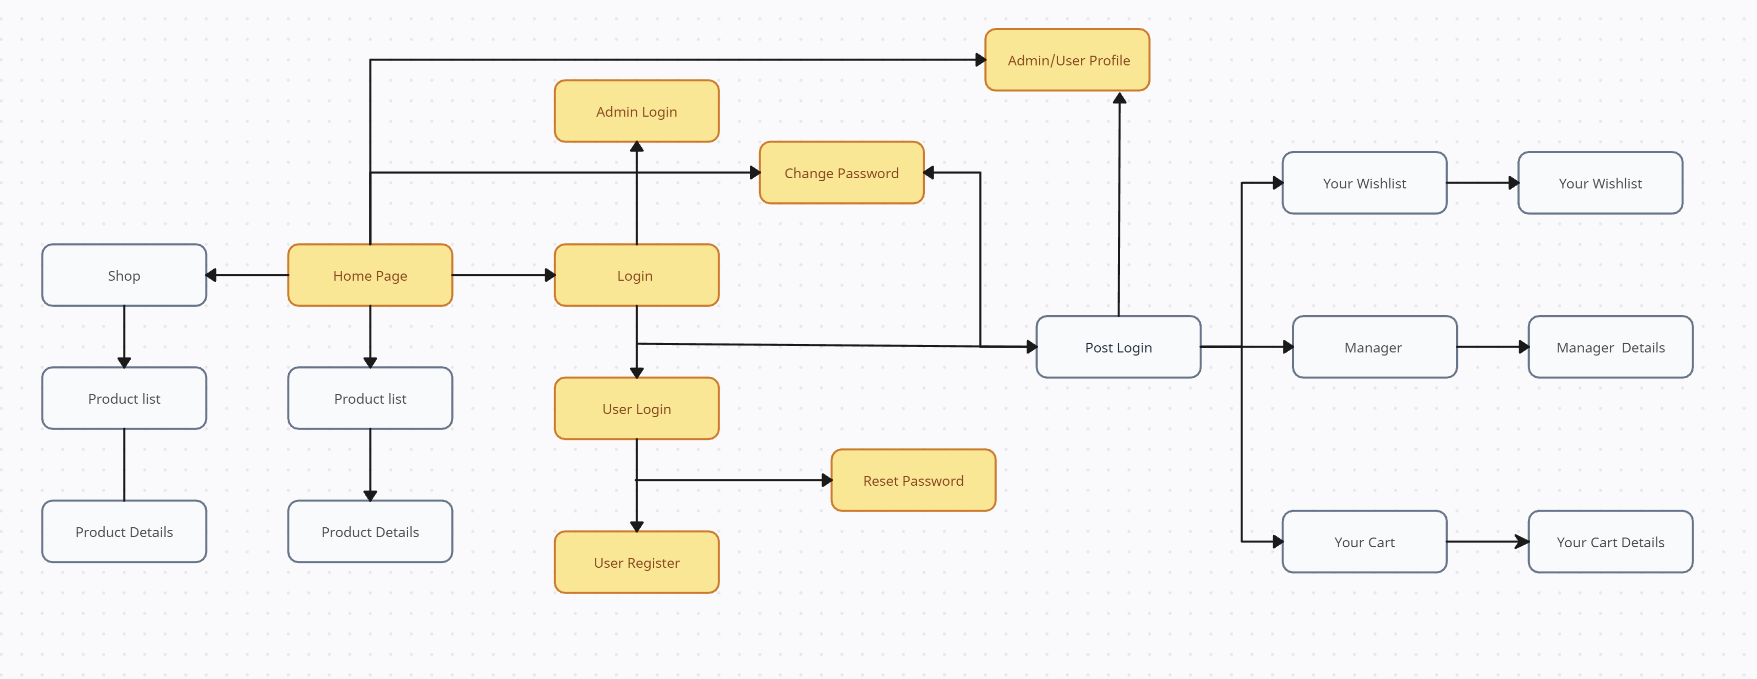 Admin/User Profile
Admin Login
Change Password
Your Wishlist
Your Wishlist
Shop
Home Page
Login
Post Login
Manager
Manager  Details
Product list
Product list
User Login
Reset Password
Product Details
Product Details
Your Cart
Your Cart Details
User Register